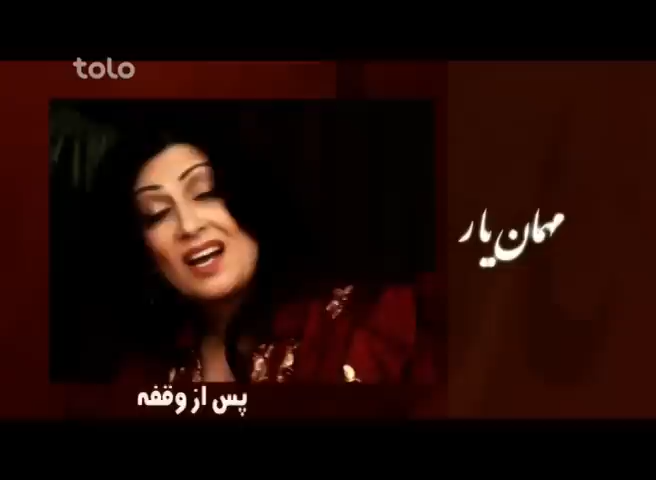 tolo
مهمان یار
پس از وقفه